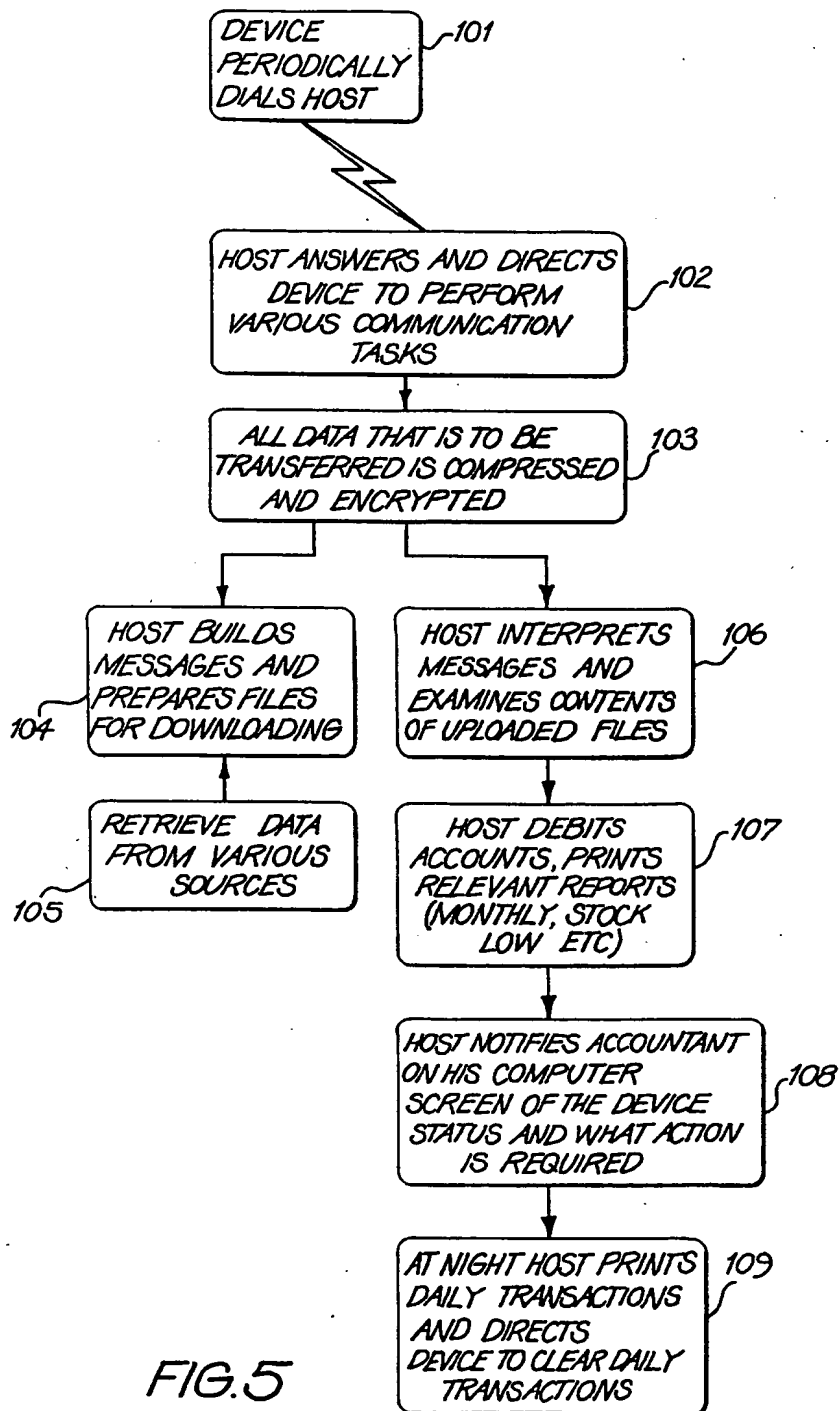 DEVICE
PERIODICALLY
DIALS HOST
101
HOST ANSWERS AND DIRECTS
DEVICE TO PERFORM
VARIOUS COMMUNICATION
TASKS
102
ALL DATA THAT IS TO BE
TRANSFERRED IS COMPRESSED
AND ENCRYPTED
103
HOST BUILDS
MESSAGES AND
PREPARES FILES
FOR DOWNLOADING
104
RETRIEVE DATA
FROM VARIOUS
SOURCES
105
HOST INTERPRETS
MESSAGES AND
EXAMINES CONTENTS
OF UPLOADED FILES
106
HOST DEBITS
ACCOUNTS, PRINTS
RELEVANT REPORTS
(MONTHLY, STOCK
LOW ETC)
107
HOST NOTIFIES ACCOUNTANT
ON HIS COMPUTER
SCREEN OF THE DEVICE
STATUS AND WHAT ACTION
IS REQUIRED
108
AT NIGHT HOST PRINTS
DAILY TRANSACTIONS
AND DIRECTS
DEVICE TO CLEAR DAILY
TRANSACTIONS
109
FIG.5